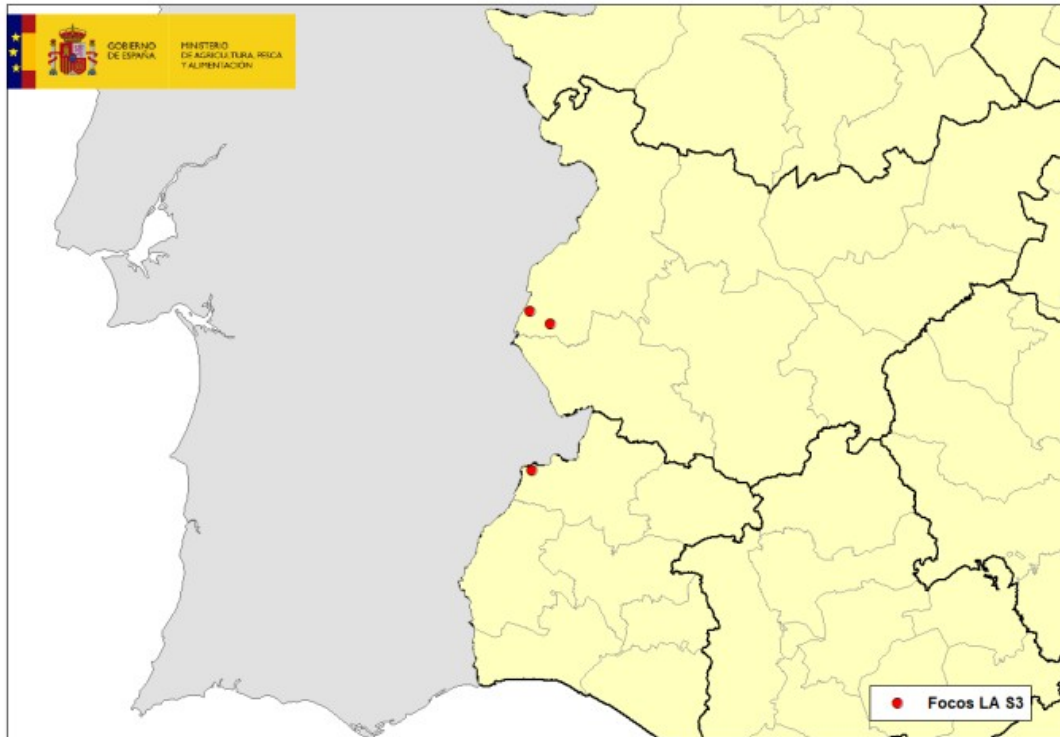 GOBIERNO
DE ESPAÑA
MINISTERIO
DE AGRICULTURA, PESCA
Y ALIMENTACIÓN
Focos LA S3